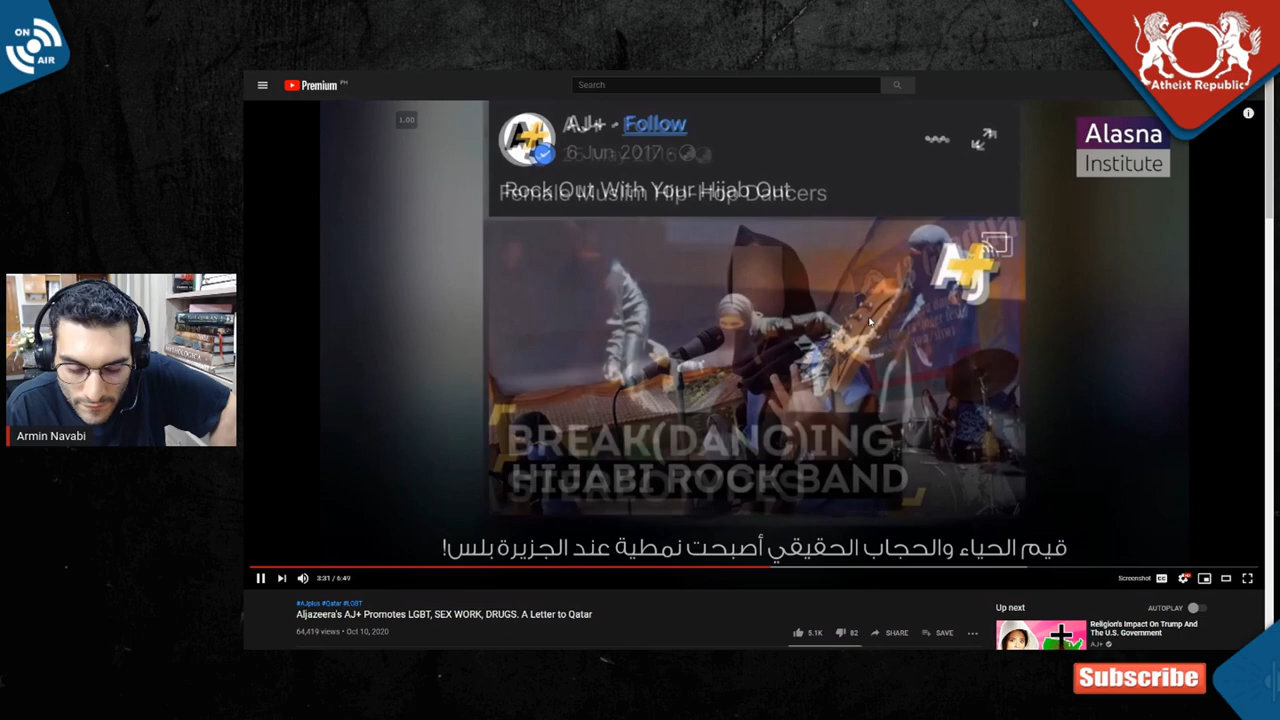 ON
AIR
Premium PH
Search
Atheist Republic
1.00
AJ+ · Follow
6 Jun 2017 ·
Rock Out With Your Hijab Out
Female Muslim Hip-Hop Dancers
Alasna
Institute
BREAK(DANC)ING
HIJABI ROCK BAND
Armin Navabi
قيم الحياء والحجاب الحقيقي أصبحت نمطية عند الجزيرة بلس!
3:31 / 6:49
Screenshot
#AJplus #Qatar #LGBT
Aljazeera's AJ+ Promotes LGBT, SEX WORK, DRUGS. A Letter to Qatar
64,419 views • Oct 10, 2020
5.1K 82 SHARE SAVE
Up next
AUTOPLAY
Religion's Impact On Trump And
The U.S. Government
AJ+
Subscribe